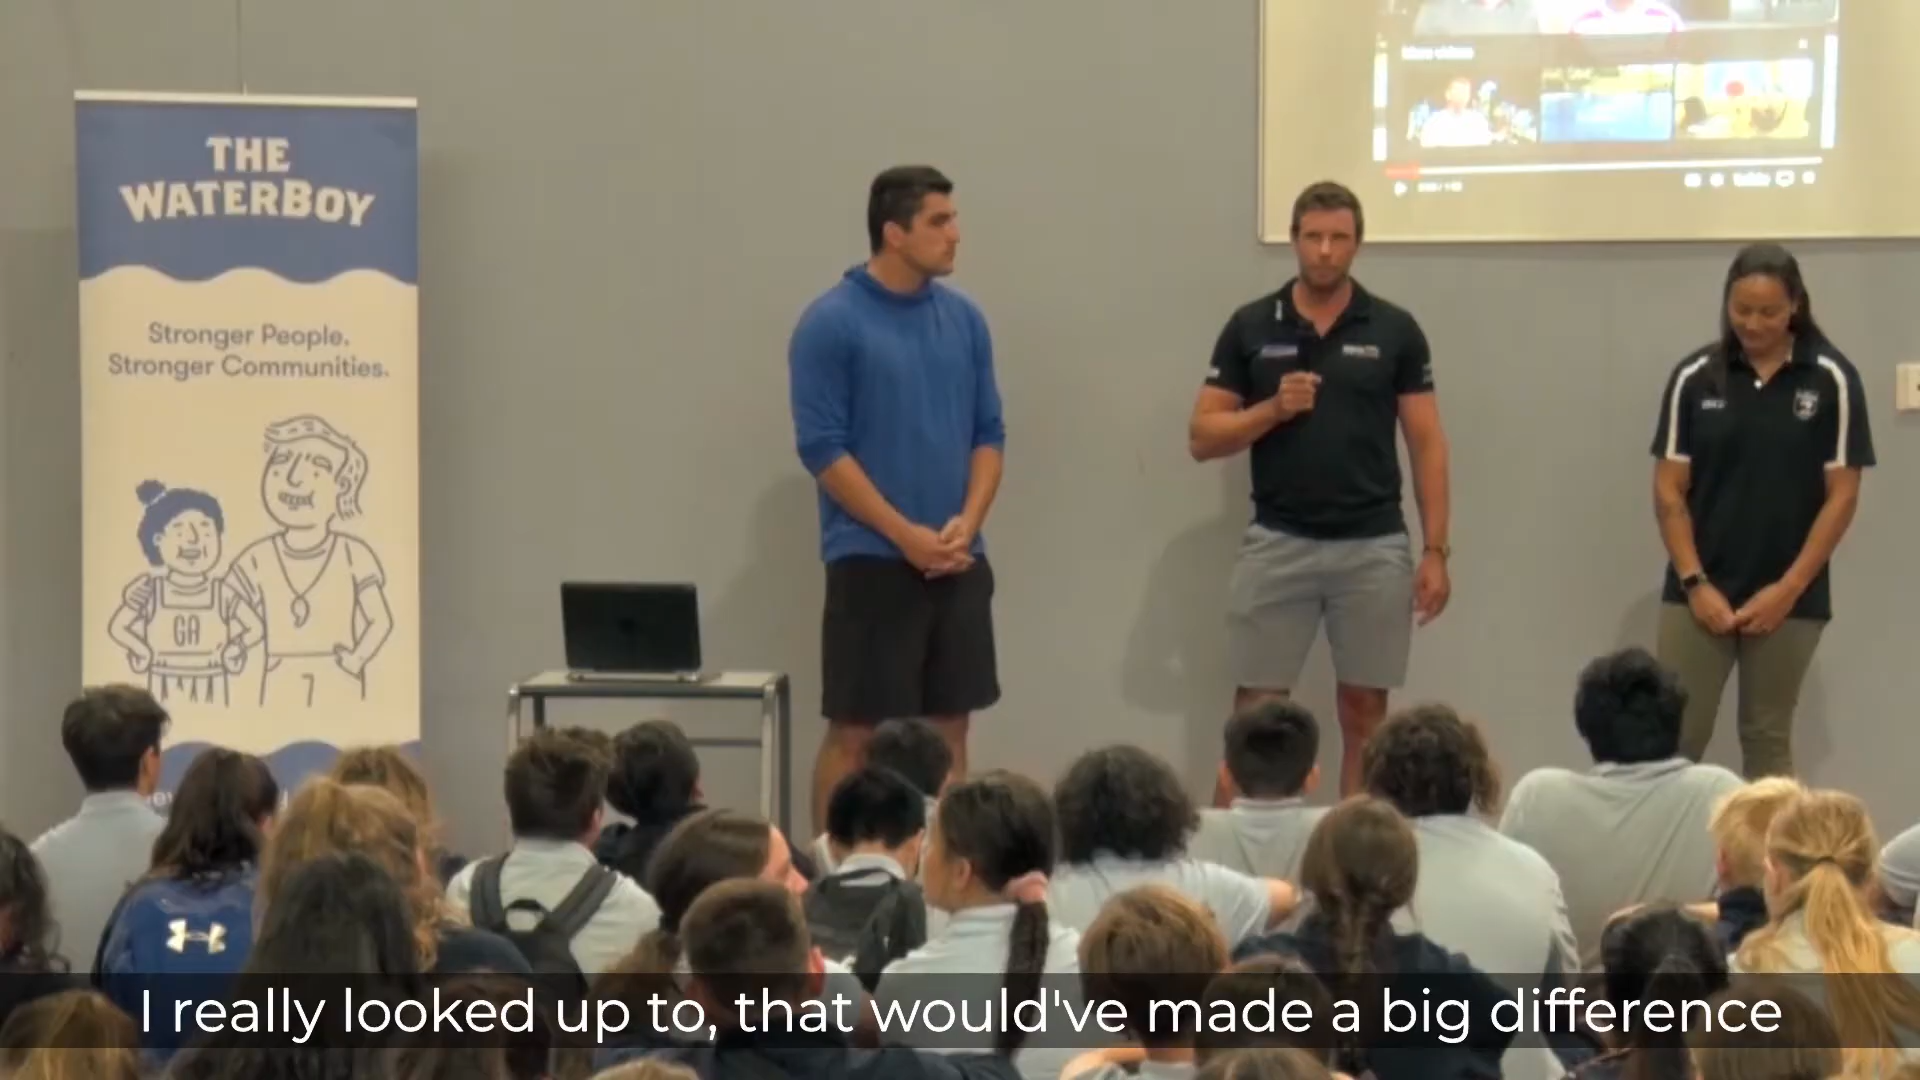 THE
WATERBOY
Stronger People.
Stronger Communities.
GA
7
I really looked up to, that would've made a big difference